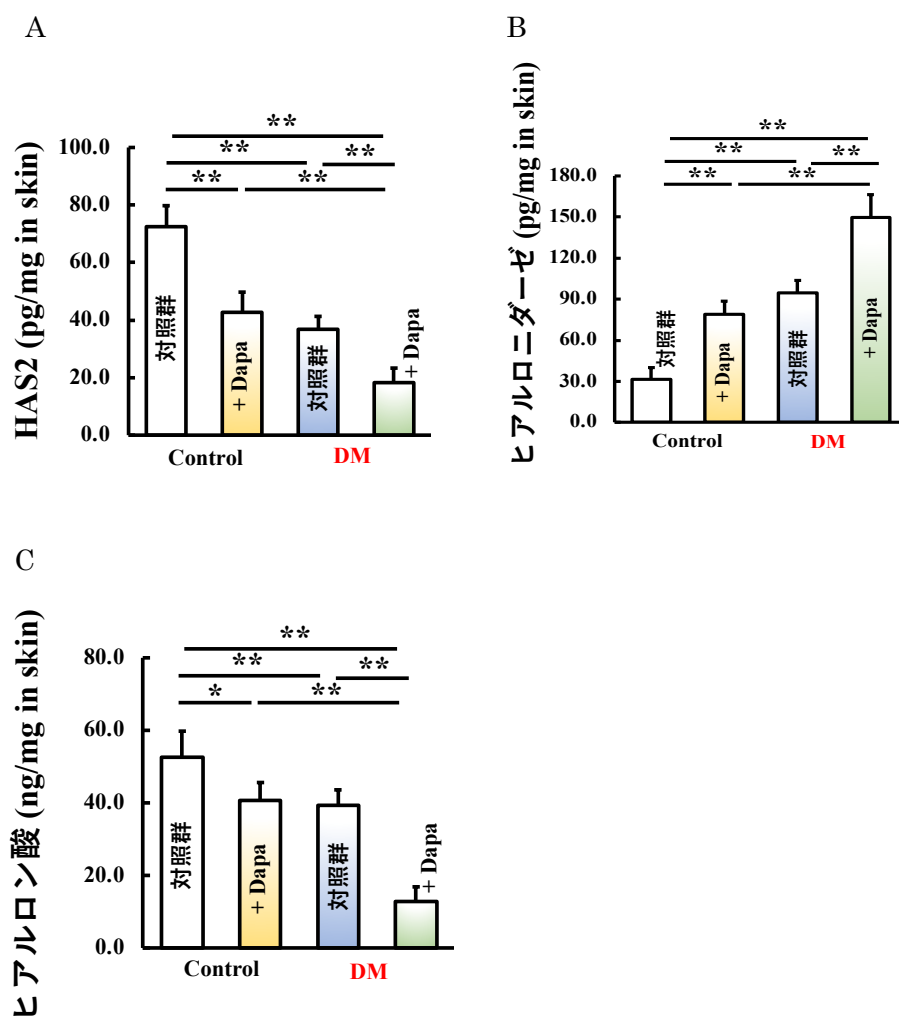 A
HAS2 (pg/mg in skin)
100.0
80.0
60.0
40.0
20.0
0.0
**
**
**
**
**
対照群
+ Dapa
対照群
+ Dapa
Control
DM
B
ヒアルロニダーゼ (pg/mg in skin)
180.0
150.0
120.0
90.0
60.0
30.0
0.0
**
**
**
**
**
対照群
+ Dapa
対照群
+ Dapa
Control
DM
C
ヒアルロン酸 (ng/mg in skin)
80.0
60.0
40.0
20.0
0.0
**
**
**
*
**
対照群
+ Dapa
対照群
+ Dapa
Control
DM